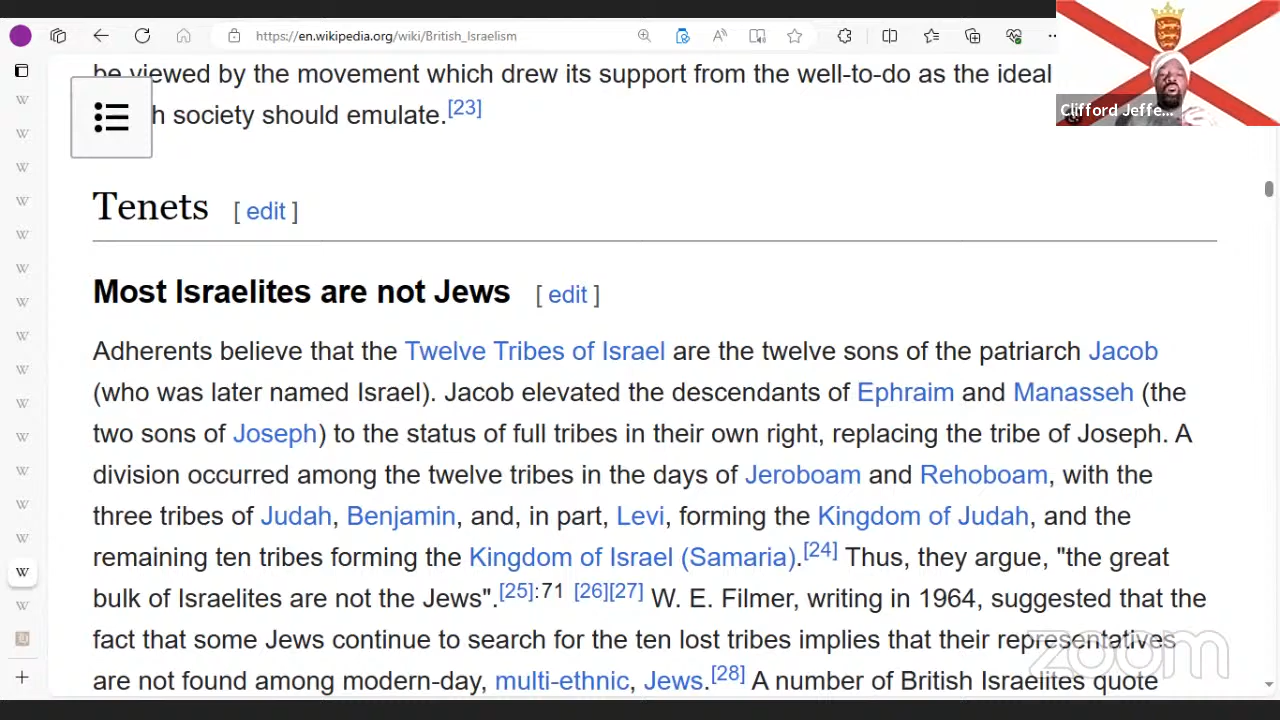 https://en.wikipedia.org/wiki/British_Israelism
be viewed by the movement which drew its support from the well-to-do as the ideal
h society should emulate.[23]
Clifford Jeffe...
Tenets [ edit ]
Most Israelites are not Jews [ edit ]
Adherents believe that the Twelve Tribes of Israel are the twelve sons of the patriarch Jacob
(who was later named Israel). Jacob elevated the descendants of Ephraim and Manasseh (the
two sons of Joseph) to the status of full tribes in their own right, replacing the tribe of Joseph. A
division occurred among the twelve tribes in the days of Jeroboam and Rehoboam, with the
three tribes of Judah, Benjamin, and, in part, Levi, forming the Kingdom of Judah, and the
remaining ten tribes forming the Kingdom of Israel (Samaria).[24] Thus, they argue, "the great
bulk of Israelites are not the Jews".[25]:71 [26][27] W. E. Filmer, writing in 1964, suggested that the
fact that some Jews continue to search for the ten lost tribes implies that their representatives
are not found among modern-day, multi-ethnic, Jews.[28] A number of British Israelites quote
zoom